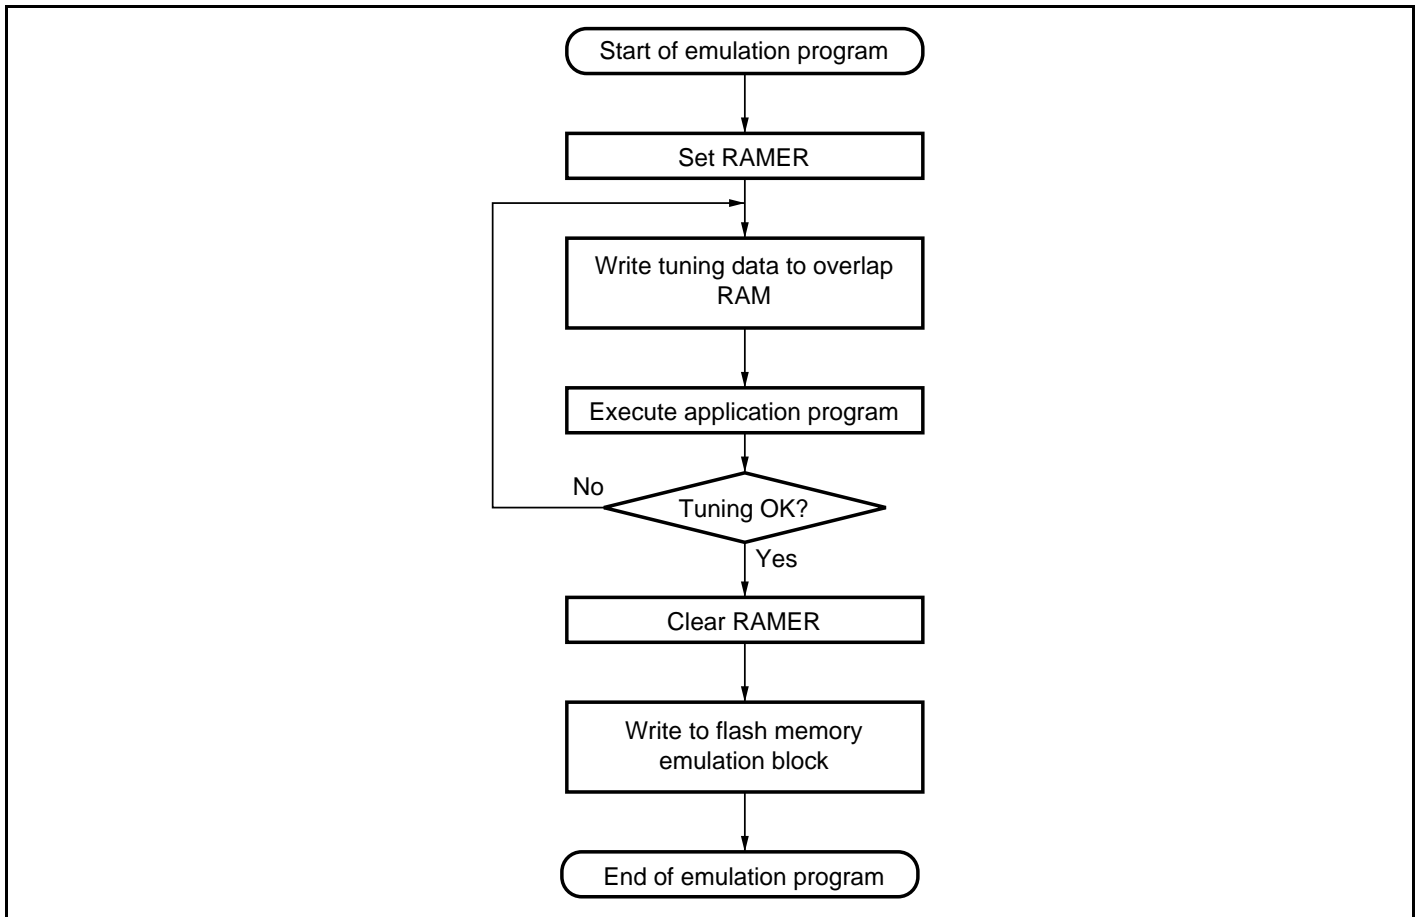 Start of emulation program
Set RAMER
Write tuning data to overlap
RAM
Execute application program
No
Tuning OK?
Yes
Clear RAMER
Write to flash memory
emulation block
End of emulation program